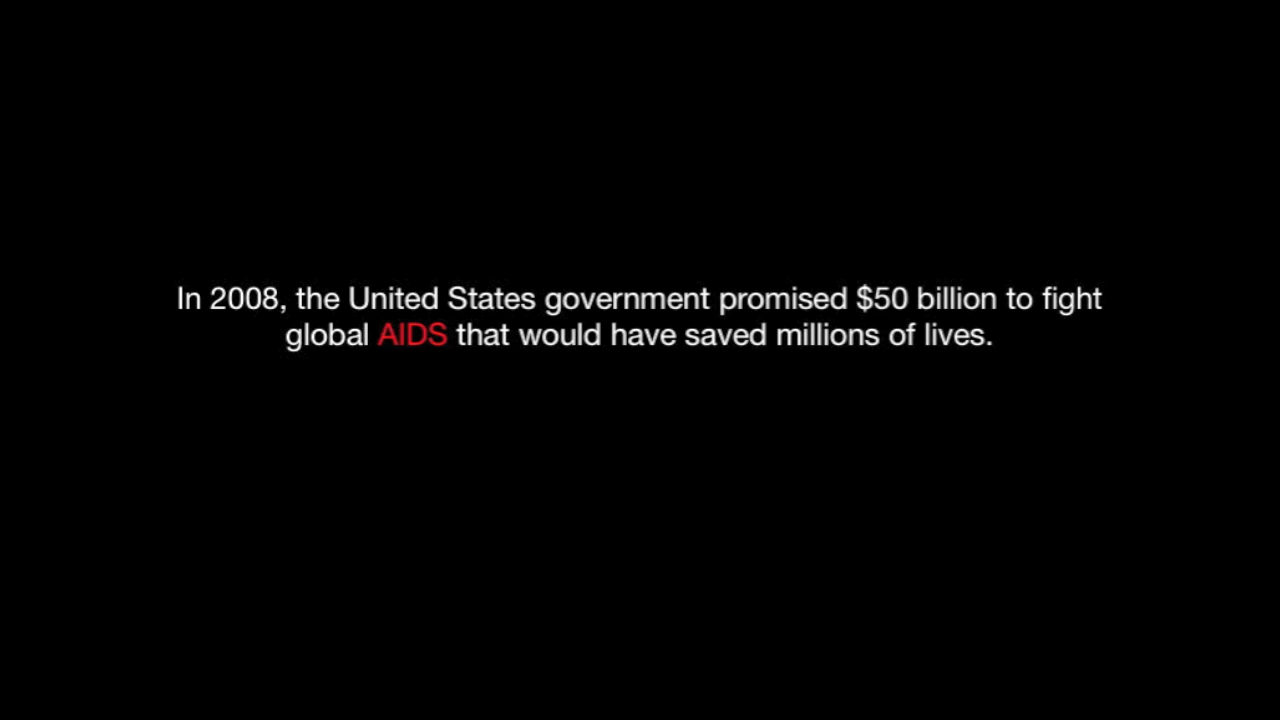 In 2008, the United States government promised $50 billion to fight
global AIDS that would have saved millions of lives.